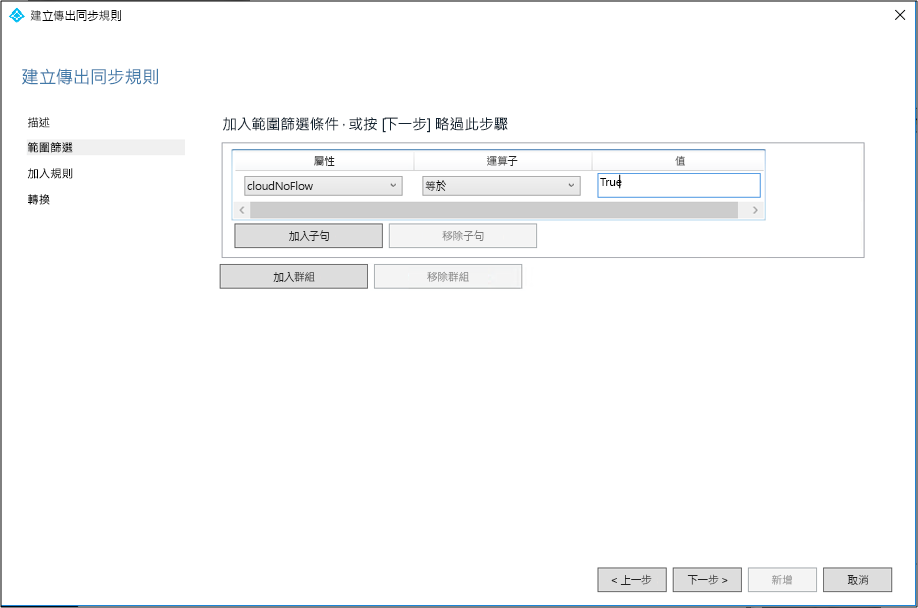 建立傳出同步規則
建立傳出同步規則
描述
範圍篩選
加入規則
轉換
加入範圍篩選條件，或按 [下一步] 略過此步驟
屬性 運算子 值
cloudNoFlow 等於 True
加入子句 移除子句
加入群組 移除群組
< 上一步 下一步 > 新增 取消